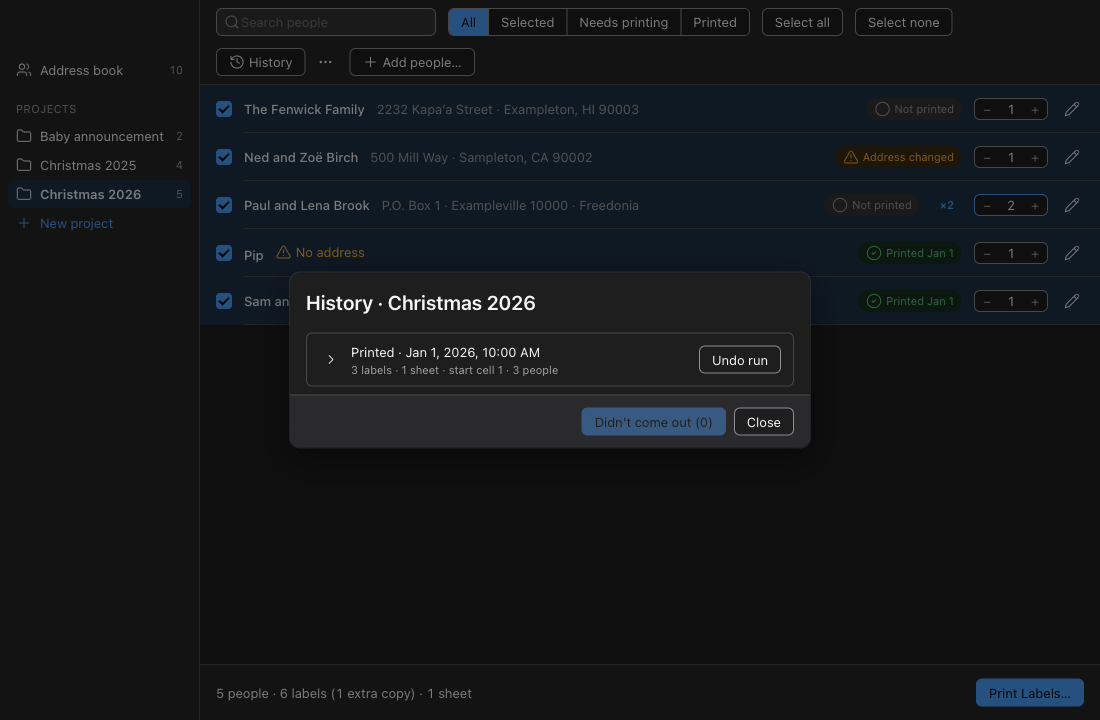 Search people
All
Selected
Needs printing
Printed
Select all
Select none
History
Add people...
Address book 10
PROJECTS
Baby announcement 2
Christmas 2025 4
Christmas 2026 5
New project
The Fenwick Family 2232 Kapaʻa Street · Exampleton, HI 90003 Not printed − 1 +
Ned and Zoë Birch 500 Mill Way · Sampleton, CA 90002 Address changed − 1 +
Paul and Lena Brook P.O. Box 1 · Exampleville 10000 · Freedonia Not printed ×2 − 2 +
Pip No address Printed Jan 1 − 1 +
Sam an Printed Jan 1 − 1 +
History · Christmas 2026
Printed · Jan 1, 2026, 10:00 AM
3 labels · 1 sheet · start cell 1 · 3 people
Undo run
Didn't come out (0)
Close
5 people · 6 labels (1 extra copy) · 1 sheet
Print Labels...